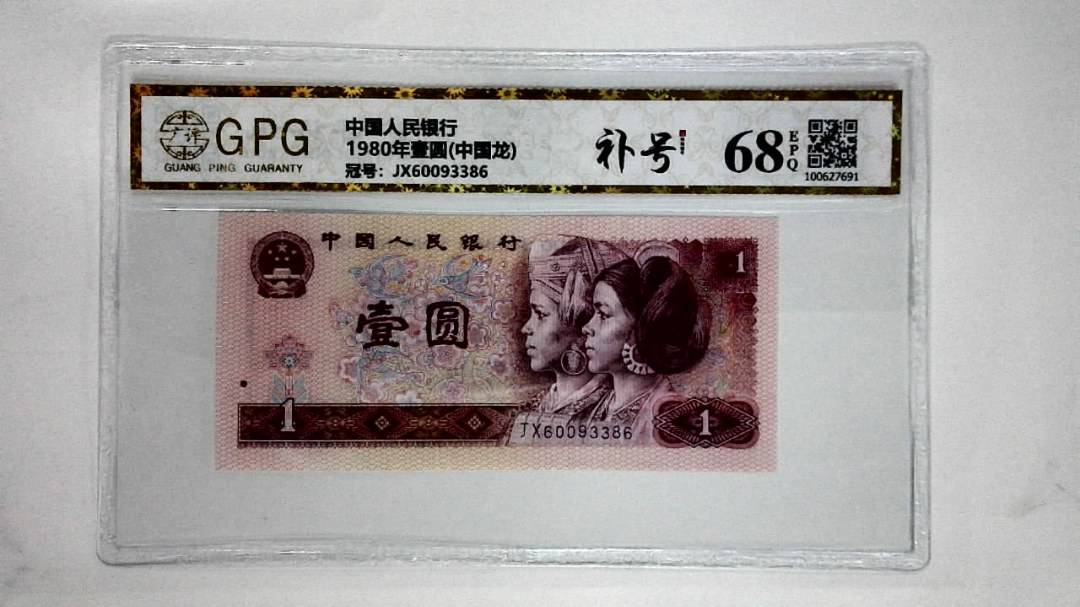 广评
GPG
GUANG PING GUARANTY
中国人民银行
1980年壹圆(中国龙)
冠号：JX60093386
补号
68
EPQ
100627691
中国人民银行
1
壹圆
1
JX60093386
1